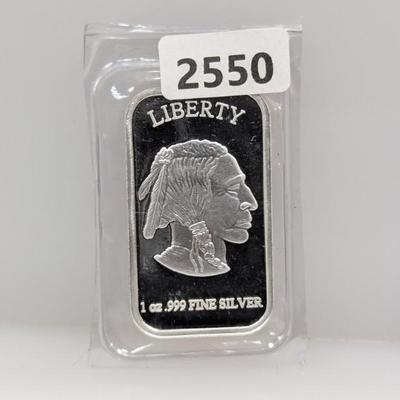 2550
LIBERTY
1 oz .999 FINE SILVER